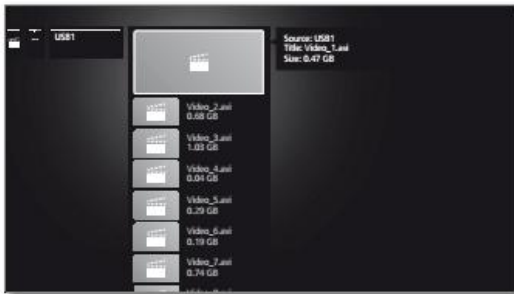 USB1
Source: USB1
Title: Video_1.avi
Size: 0.47 GB
Video_2.avi
0.68 GB
Video_3.avi
1.03 GB
Video_4.avi
0.04 GB
Video_5.avi
0.29 GB
Video_6.avi
0.19 GB
Video_7.avi
0.74 GB